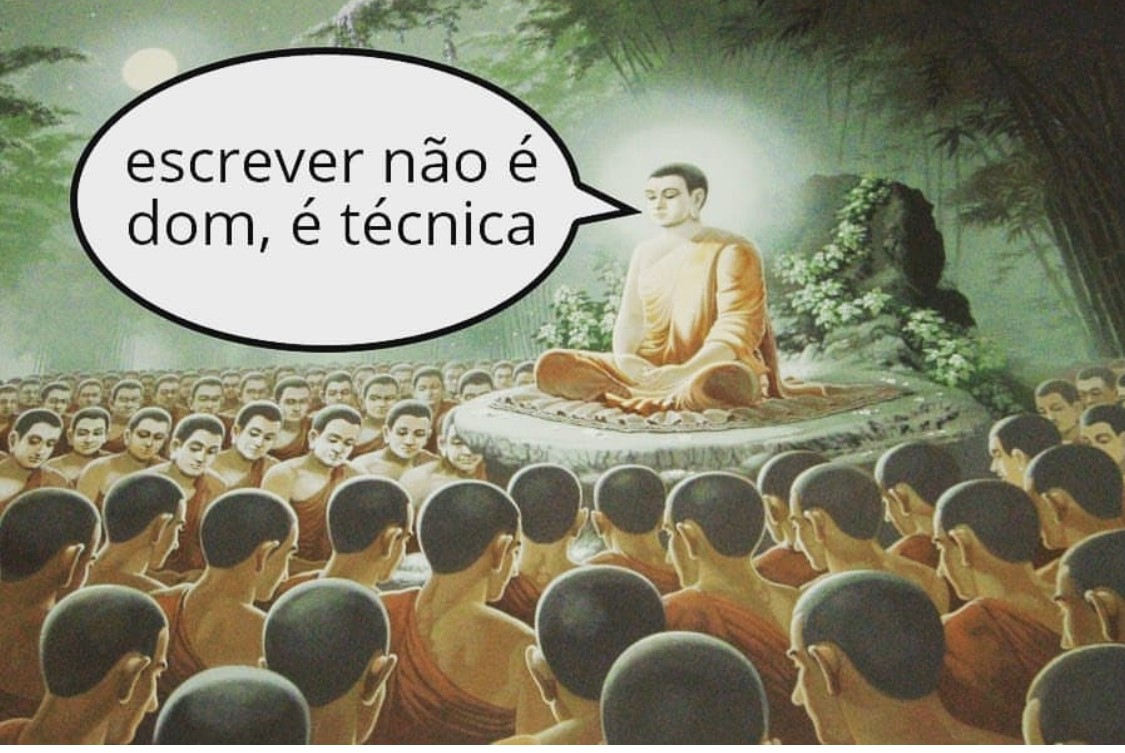 escrever não é
dom, é técnica